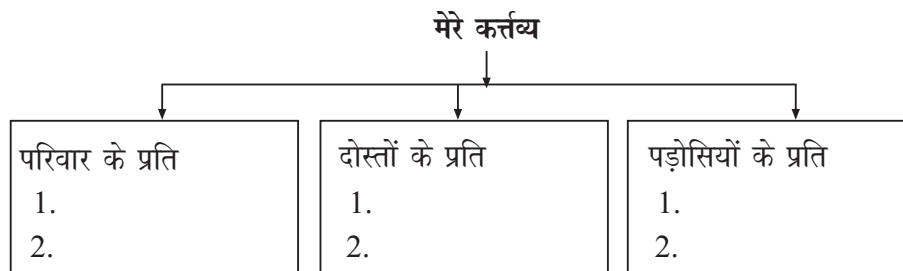 मेरे कर्त्तव्य
परिवार के प्रति
1.
2.
दोस्तों के प्रति
1.
2.
पड़ोसियों के प्रति
1.
2.